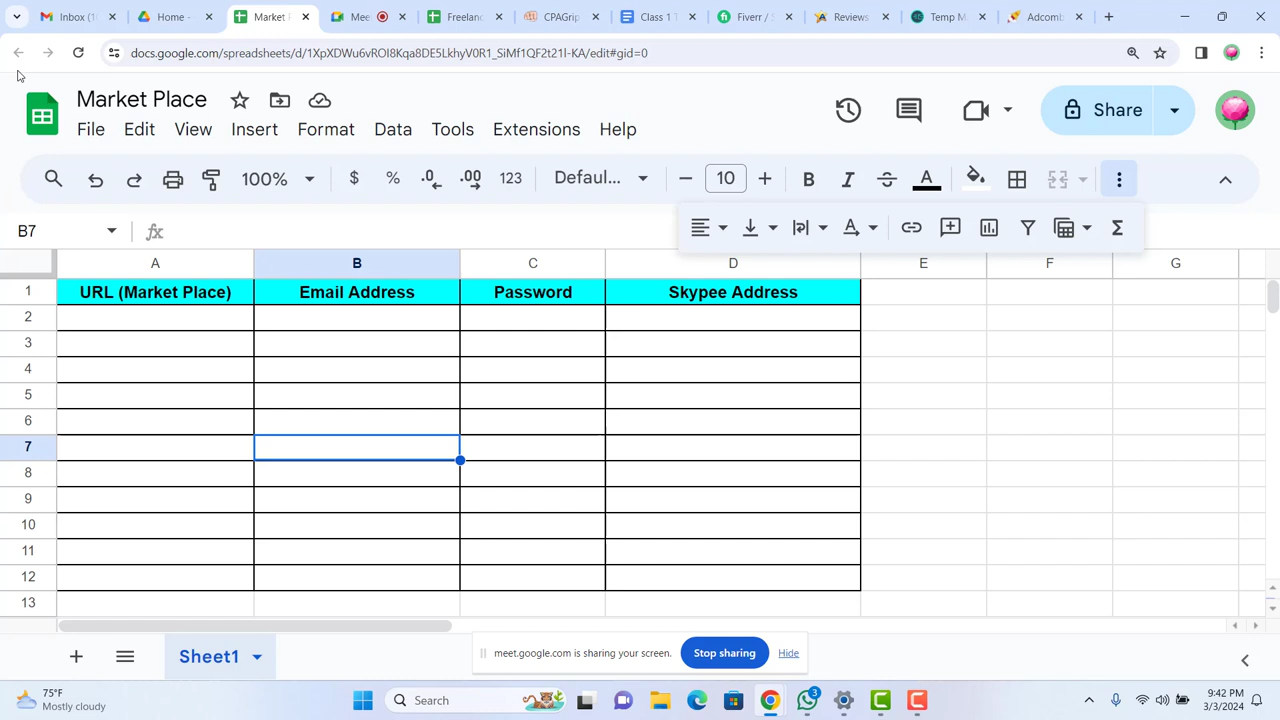 Inbox (1
Home -
Market
Mee
Freelanc
CPAGrip
Class 1 T
Fiverr / S
Reviews
Temp M
Adcomb
docs.google.com/spreadsheets/d/1XpXDWu6vROI8Kqa8DE5LkhyV0R1_SiMf1QF2t21I-KA/edit#gid=0
Market Place
Share
File Edit View Insert Format Data Tools Extensions Help
100% $ % .0 .00 123 Defaul... 10 B I A
B7 fx
A B C D E F G
1 URL (Market Place) Email Address Password Skypee Address
2
3
4
5
6
7
8
9
10
11
12
13
Sheet1
meet.google.com is sharing your screen. Stop sharing Hide
75°F
Mostly cloudy
Search
3
9:42 PM
3/3/2024